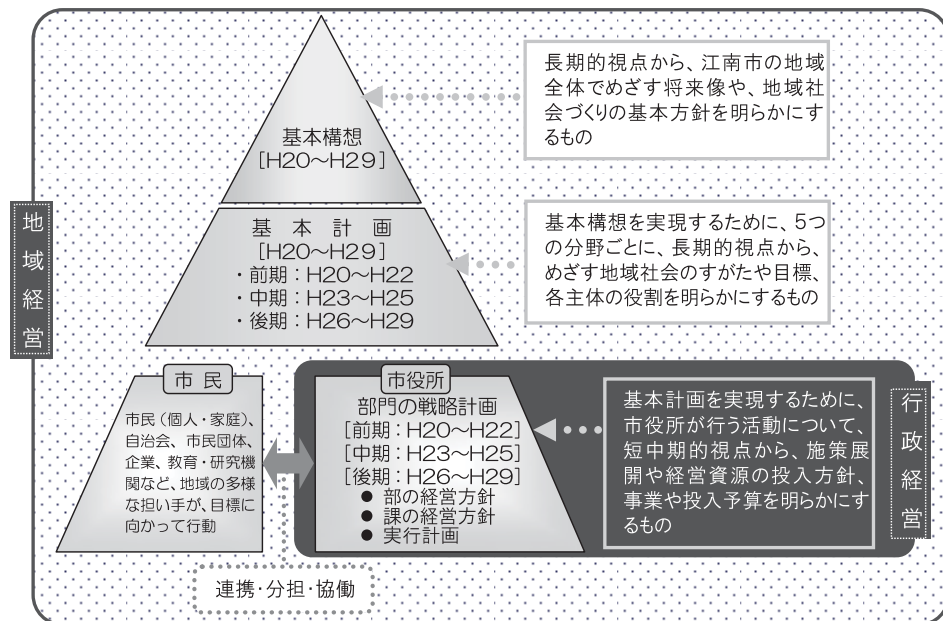 長期的視点から、江南市の地域
全体でめざす将来像や、地域社
会づくりの基本方針を明らかにす
るもの
基本構想
[H20～H29]
地域経営
基本計画
[H20～H29]
・前期：H20～H22
・中期：H23～H25
・後期：H26～H29
基本構想を実現するために、5つ
の分野ごとに、長期的視点から、
めざす地域社会のすがたや目標、
各主体の役割を明らかにするもの
市民
市民（個人・家庭）、
自治会、市民団体、
企業、教育・研究機
関など、地域の多様
な担い手が、目標に
向かって行動
市役所
部門の戦略計画
[前期：H20～H22]
[中期：H23～H25]
[後期：H26～H29]
● 部の経営方針
● 課の経営方針
● 実行計画
基本計画を実現するために、
市役所が行う活動について、
短中期的視点から、施策展
開や経営資源の投入方針、
事業や投入予算を明らかにす
るもの
行政経営
連携・分担・協働